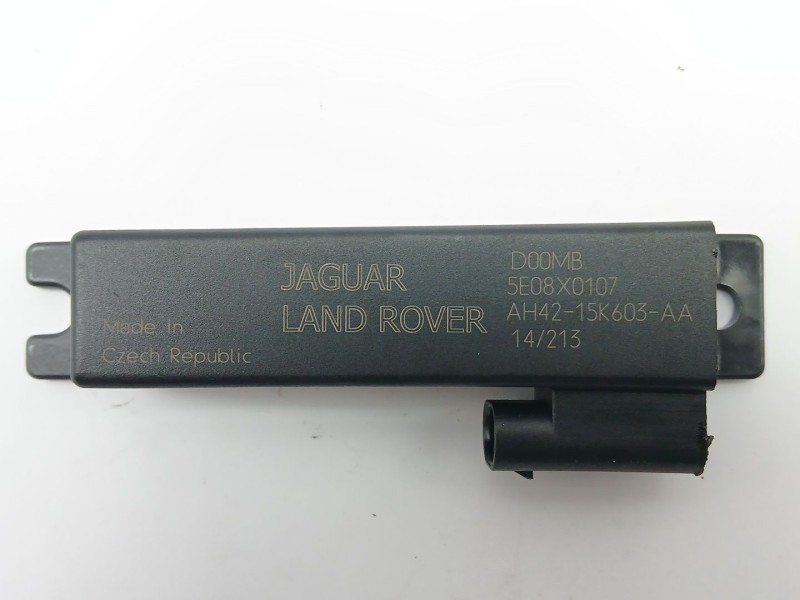 JAGUAR
LAND ROVER
Made in
Czech Republic
D00MB
5E08X0107
AH42-15K603-AA
14/213